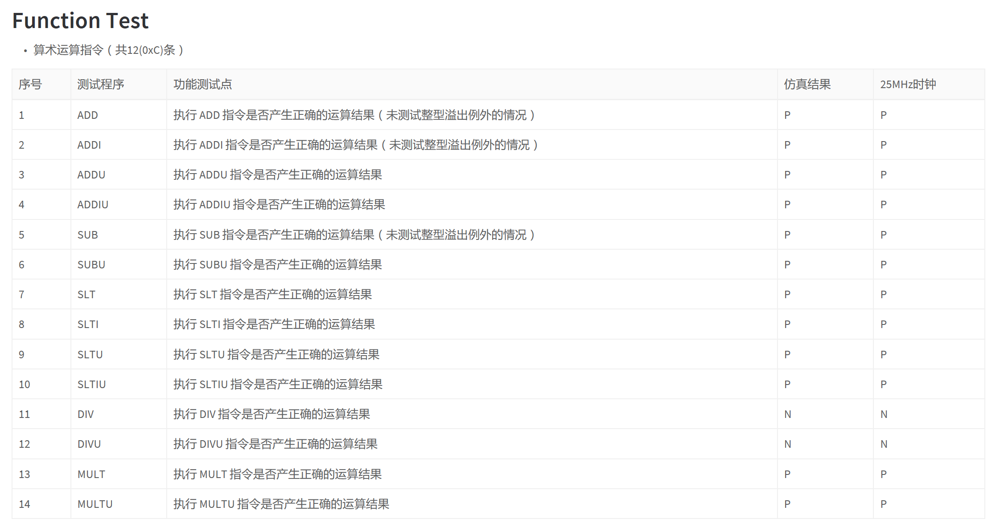 Function Test
• 算术运算指令（共12(0xC)条）
序号 测试程序 功能测试点 仿真结果 25MHz时钟
1 ADD 执行 ADD 指令是否产生正确的运算结果（未测试整型溢出例外的情况） P P
2 ADDI 执行 ADDI 指令是否产生正确的运算结果（未测试整型溢出例外的情况） P P
3 ADDU 执行 ADDU 指令是否产生正确的运算结果 P P
4 ADDIU 执行 ADDIU 指令是否产生正确的运算结果 P P
5 SUB 执行 SUB 指令是否产生正确的运算结果（未测试整型溢出例外的情况） P P
6 SUBU 执行 SUBU 指令是否产生正确的运算结果 P P
7 SLT 执行 SLT 指令是否产生正确的运算结果 P P
8 SLTI 执行 SLTI 指令是否产生正确的运算结果 P P
9 SLTU 执行 SLTU 指令是否产生正确的运算结果 P P
10 SLTIU 执行 SLTIU 指令是否产生正确的运算结果 P P
11 DIV 执行 DIV 指令是否产生正确的运算结果 N N
12 DIVU 执行 DIVU 指令是否产生正确的运算结果 N N
13 MULT 执行 MULT 指令是否产生正确的运算结果 P P
14 MULTU 执行 MULTU 指令是否产生正确的运算结果 P P